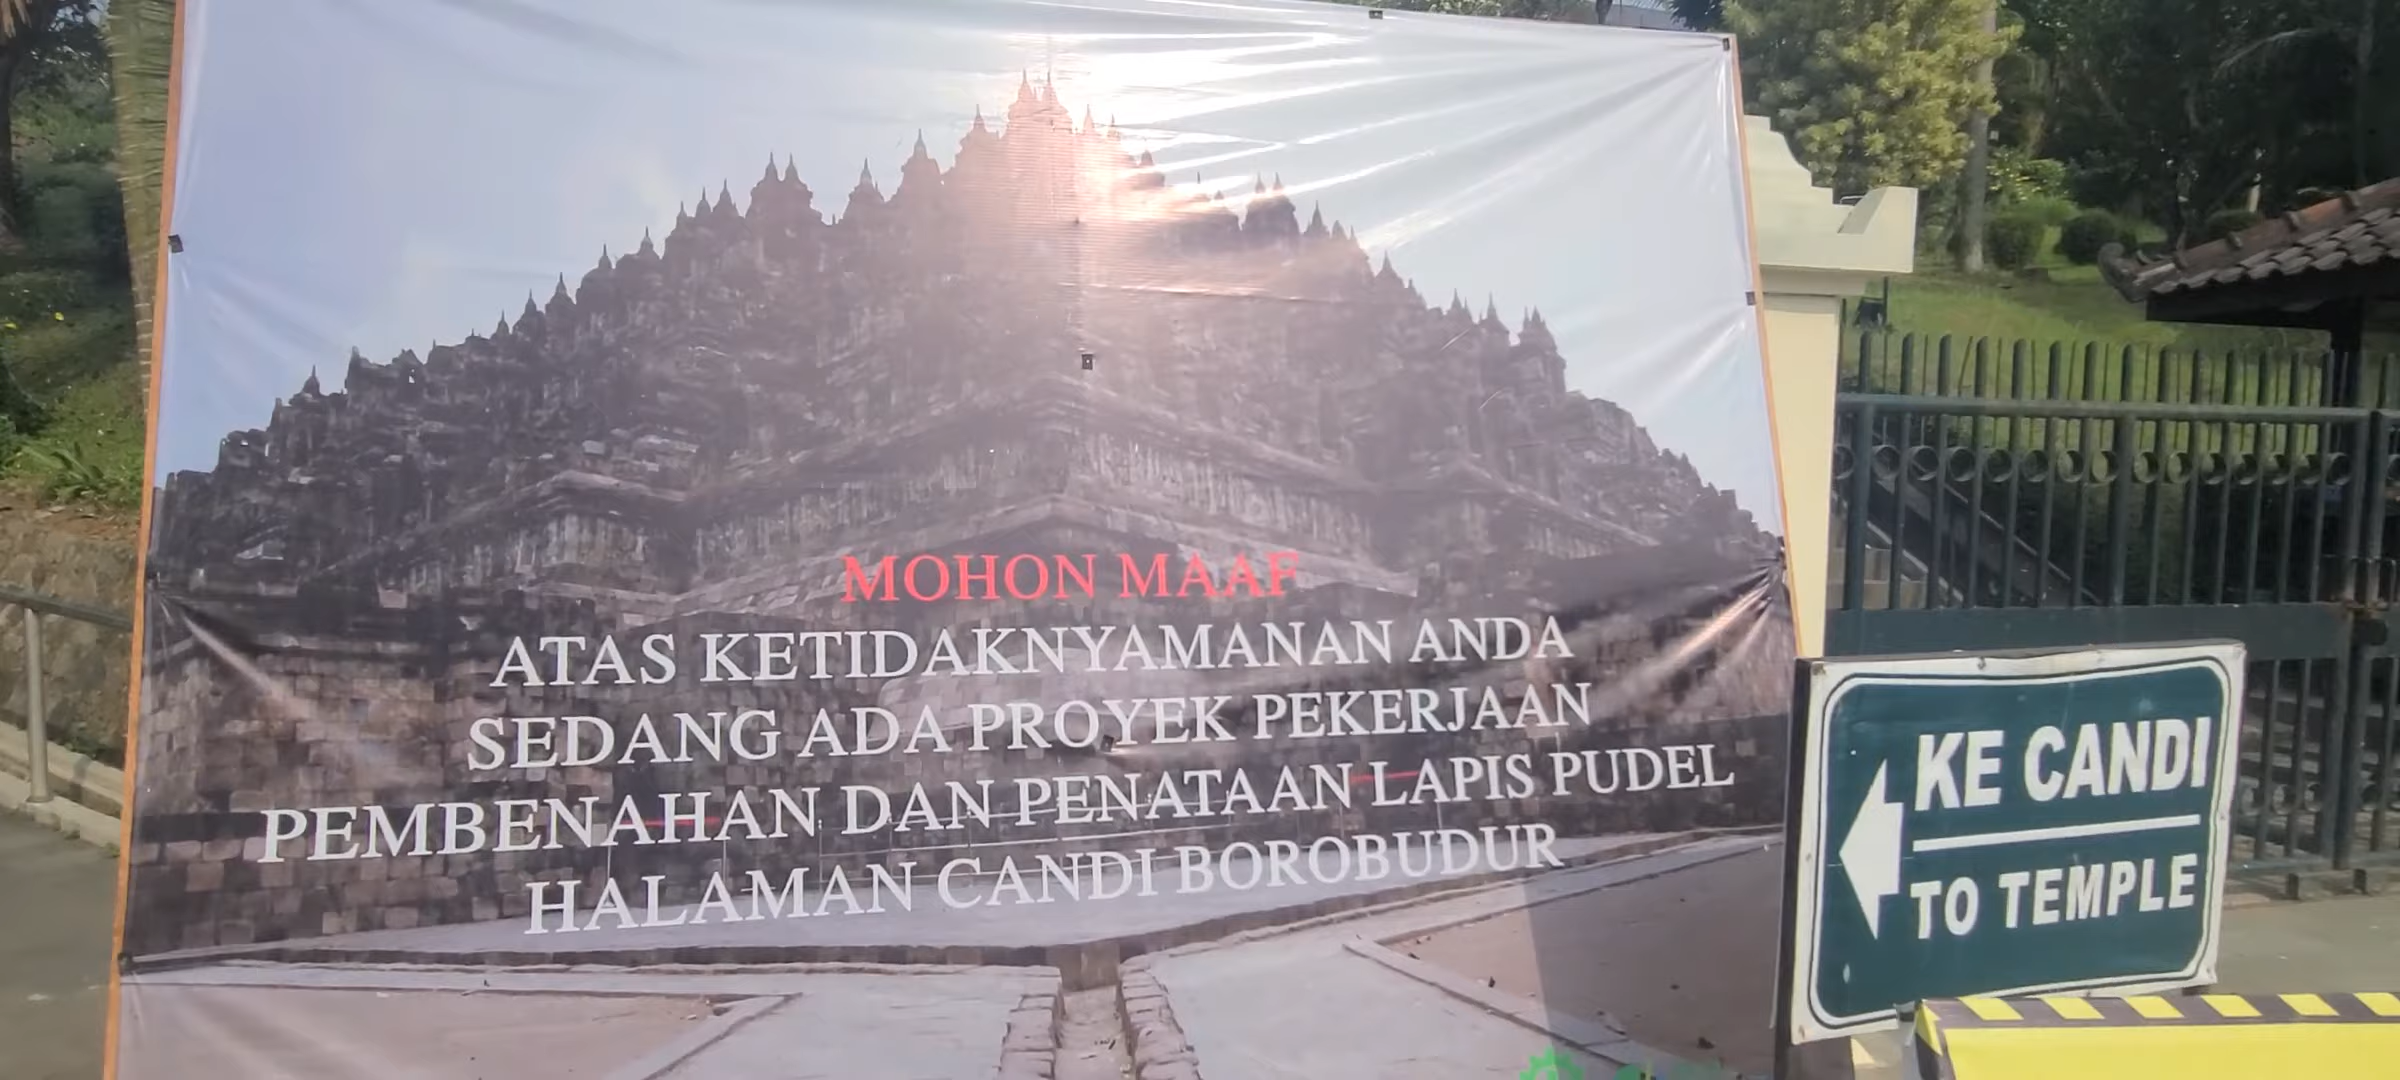 MOHON MAAF
ATAS KETIDAKNYAMANAN ANDA
SEDANG ADA PROYEK PEKERJAAN
PEMBENAHAN DAN PENATAAN LAPIS PUDEL
HALAMAN CANDI BOROBUDUR
KE CANDI
TO TEMPLE